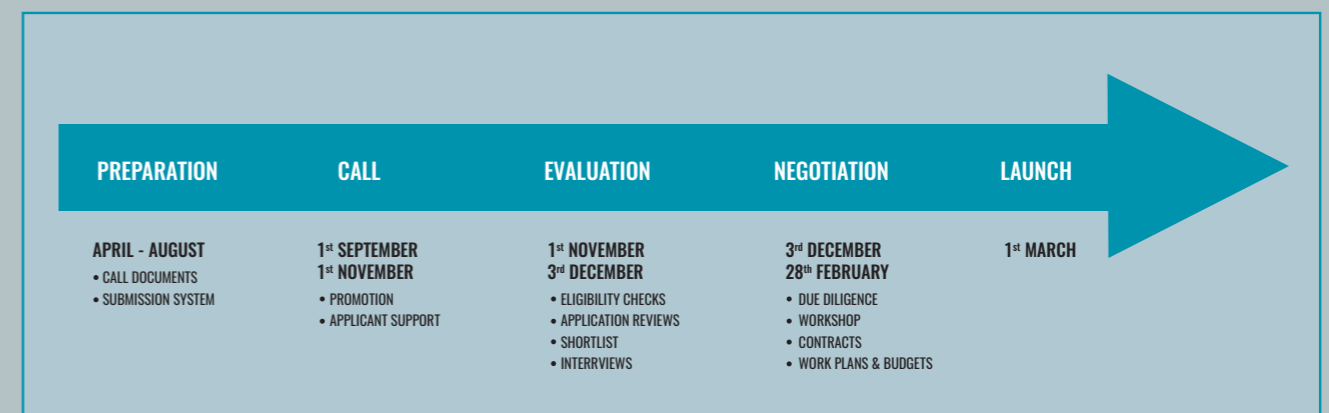 PREPARATION
CALL
EVALUATION
NEGOTIATION
LAUNCH
APRIL - AUGUST
• CALL DOCUMENTS
• SUBMISSION SYSTEM
1st SEPTEMBER
1st NOVEMBER
• PROMOTION
• APPLICANT SUPPORT
1st NOVEMBER
3rd DECEMBER
• ELIGIBILITY CHECKS
• APPLICATION REVIEWS
• SHORTLIST
• INTERRVIEWS
3rd DECEMBER
28th FEBRUARY
• DUE DILIGENCE
• WORKSHOP
• CONTRACTS
• WORK PLANS & BUDGETS
1st MARCH